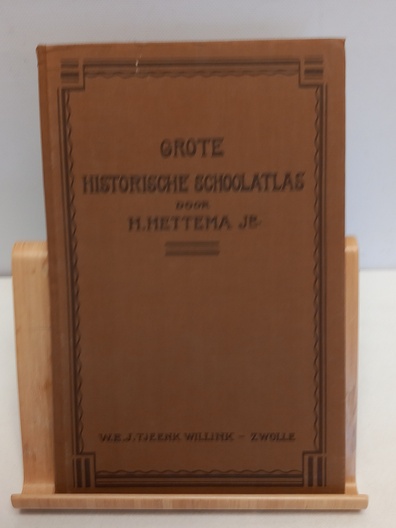 GROTE
HISTORISCHE SCHOOLATLAS
DOOR
H. HETTEMA JR.
W.E.J. TJEENK WILLINK – ZWOLLE